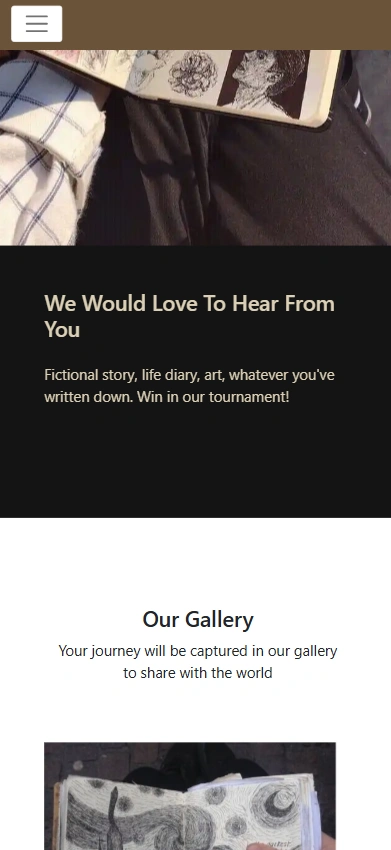 We Would Love To Hear From
You
Fictional story, life diary, art, whatever you've
written down. Win in our tournament!
Our Gallery
Your journey will be captured in our gallery
to share with the world